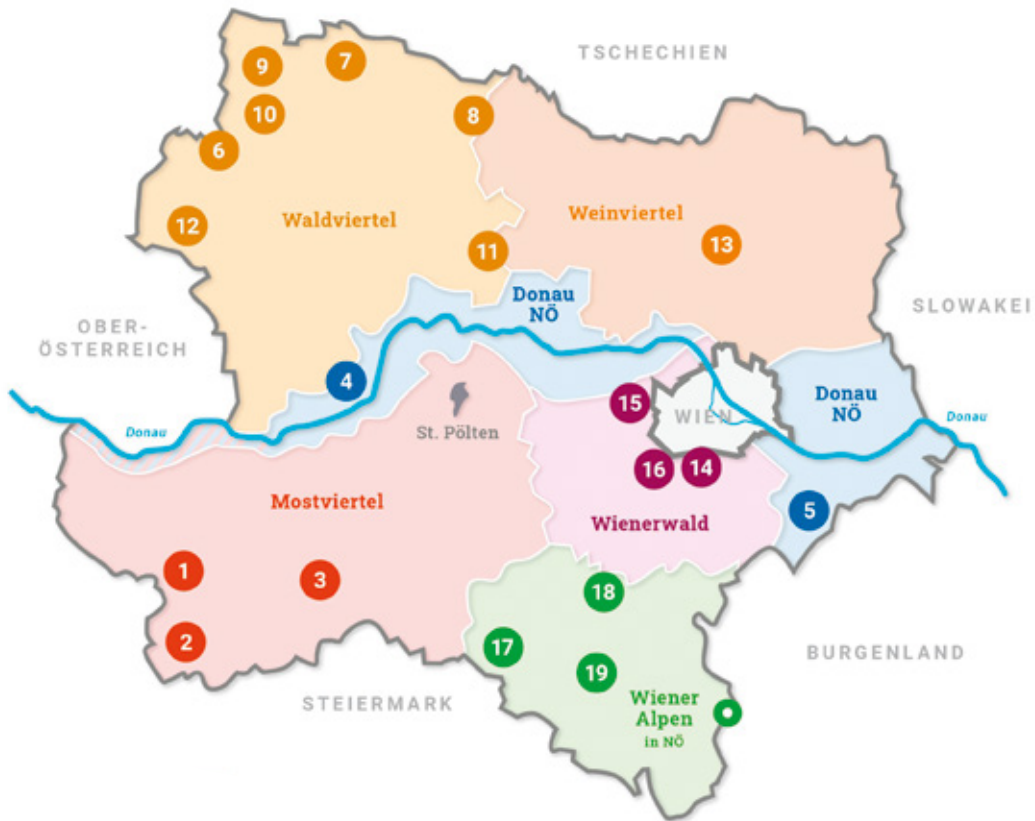 TSCHECHIEN
9
7
10
8
6
12
Waldviertel
Weinviertel
11
13
Donau
NÖ
SLOWAKEI
OBER-
ÖSTERREICH
4
15
WIEN
Donau
NÖ
Donau
St. Pölten
Donau
16
14
Mostviertel
Wienerwald
5
1
3
18
2
17
BURGENLAND
19
STEIERMARK
Wiener
Alpen
in NÖ